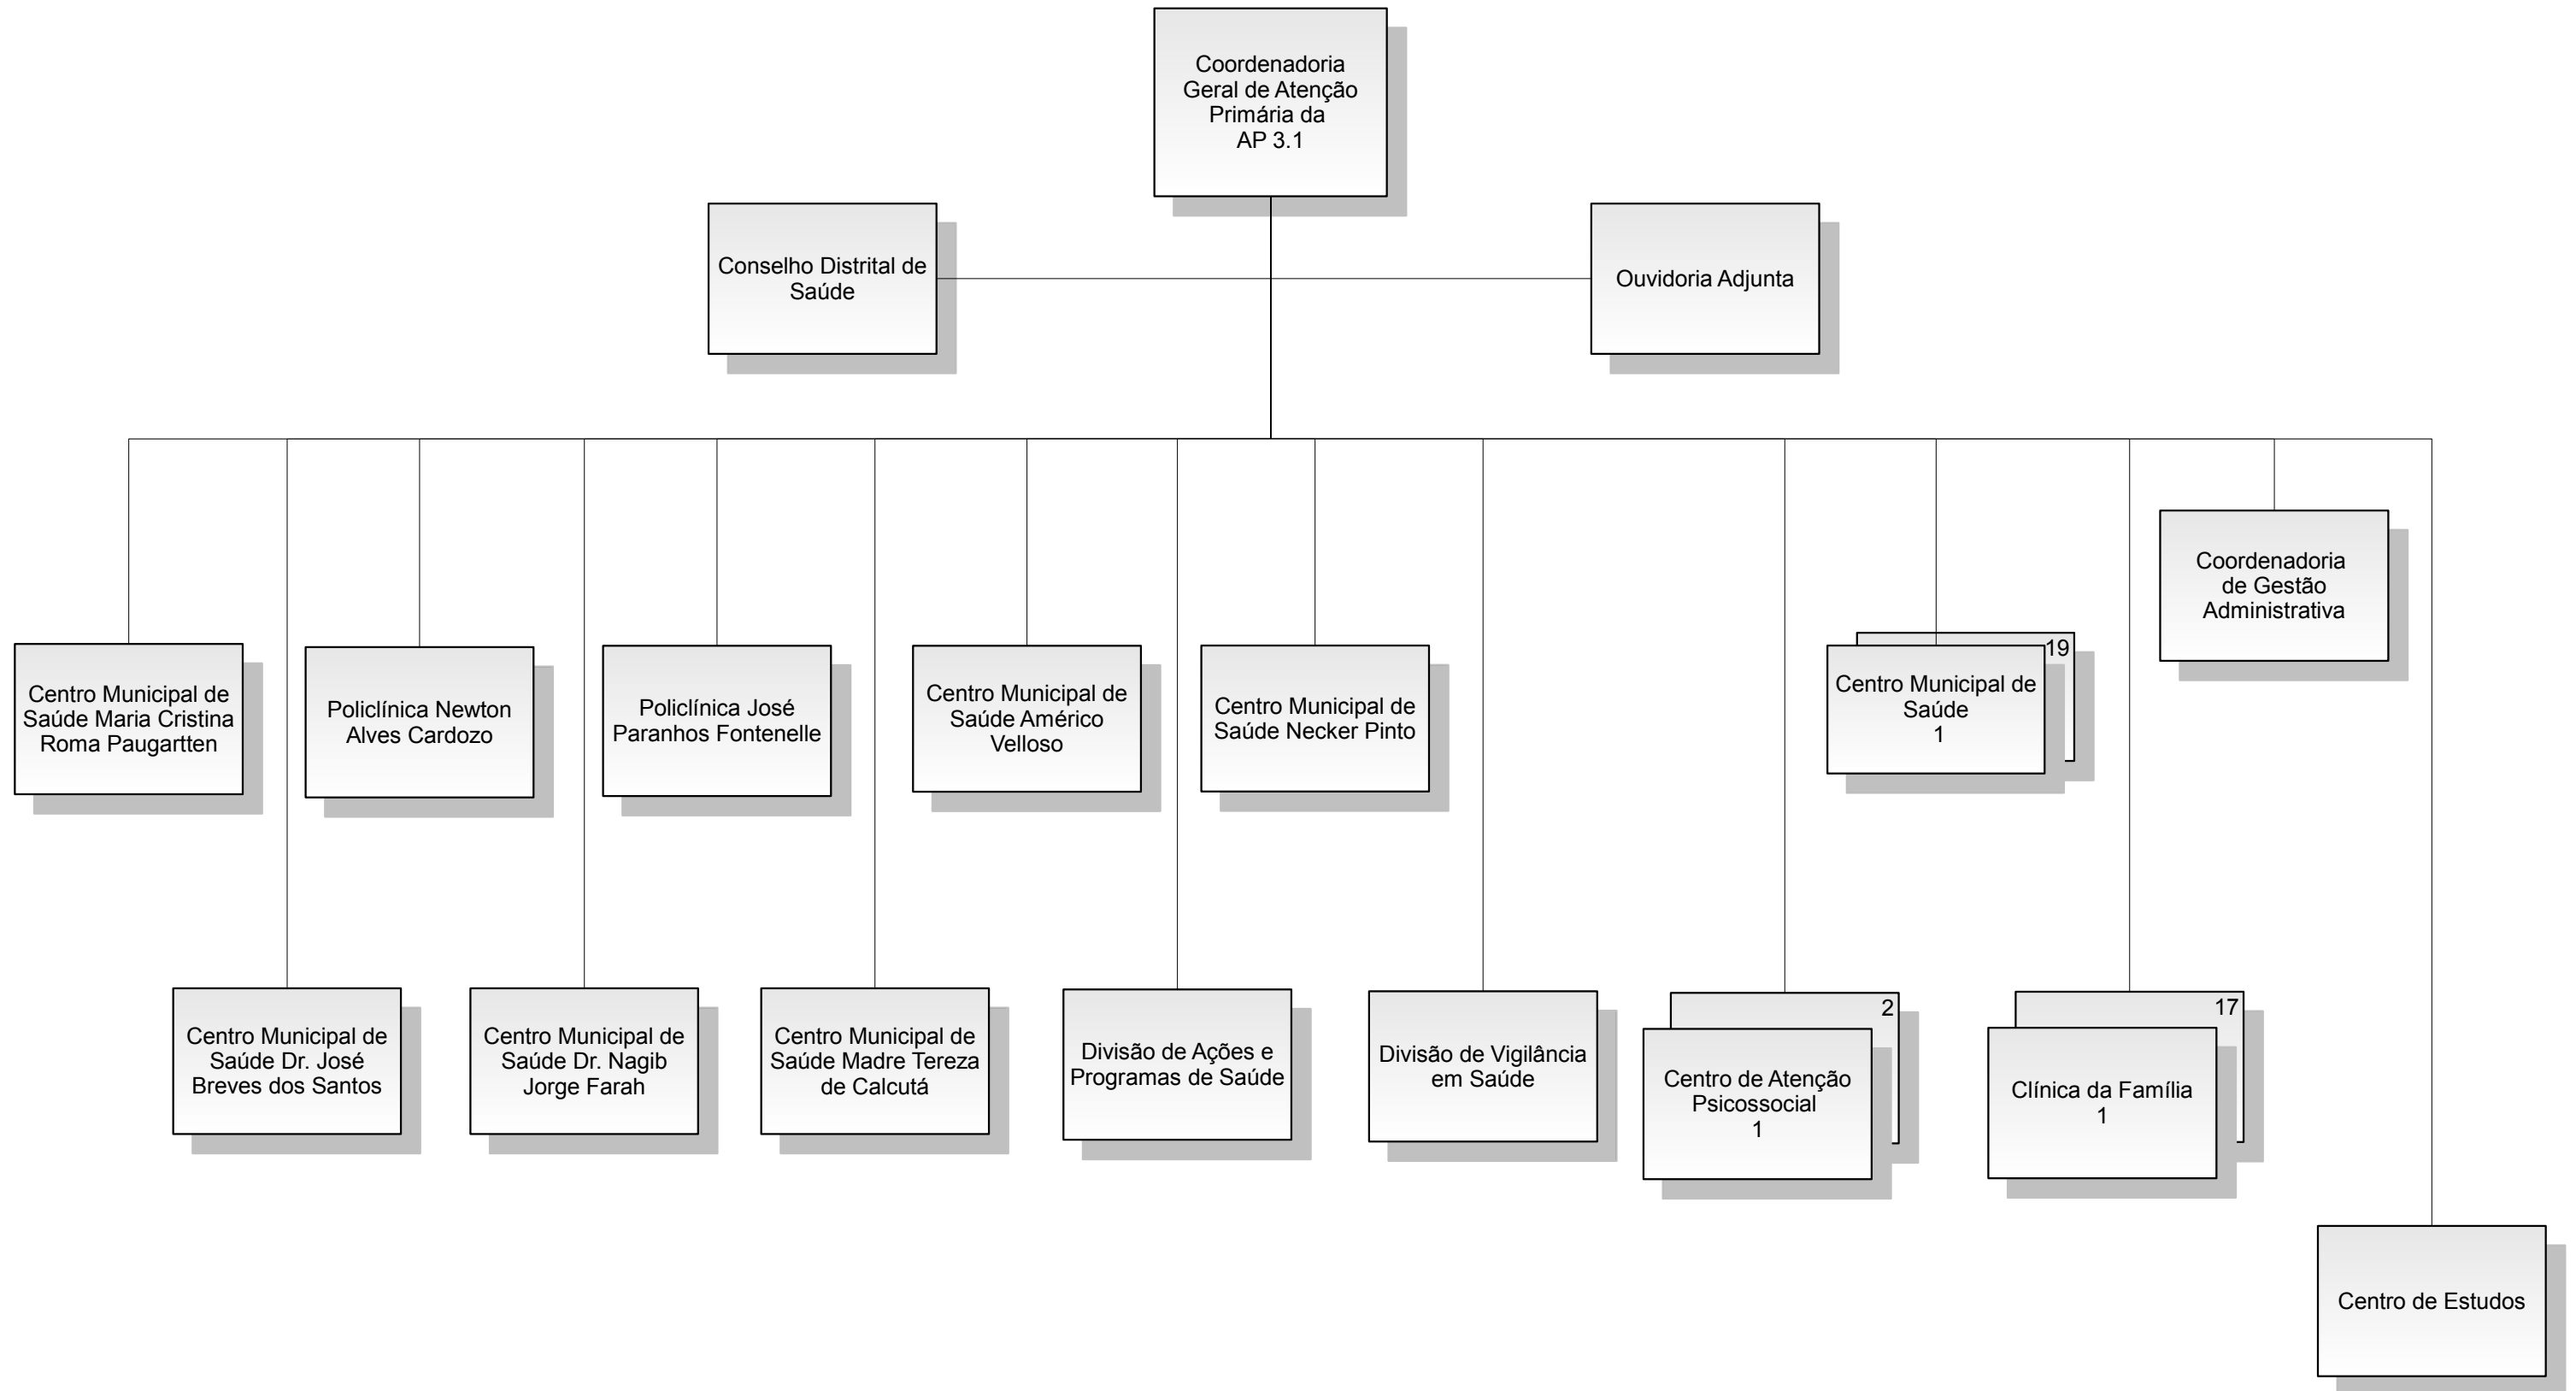 Coordenadoria
Geral de Atenção
Primária da
AP 3.1
Conselho Distrital de
Saúde
Ouvidoria Adjunta
Coordenadoria
de Gestão
Administrativa
Centro Municipal de
Saúde Maria Cristina
Roma Paugartten
Policlínica Newton
Alves Cardozo
Policlínica José
Paranhos Fontenelle
Centro Municipal de
Saúde Américo
Velloso
Centro Municipal de
Saúde Necker Pinto
19
Centro Municipal de
Saúde
1
Centro Municipal de
Saúde Dr. José
Breves dos Santos
Centro Municipal de
Saúde Dr. Nagib
Jorge Farah
Centro Municipal de
Saúde Madre Tereza
de Calcutá
Divisão de Ações e
Programas de Saúde
Divisão de Vigilância
em Saúde
2
Centro de Atenção
Psicossocial
1
17
Clínica da Família
1
Centro de Estudos